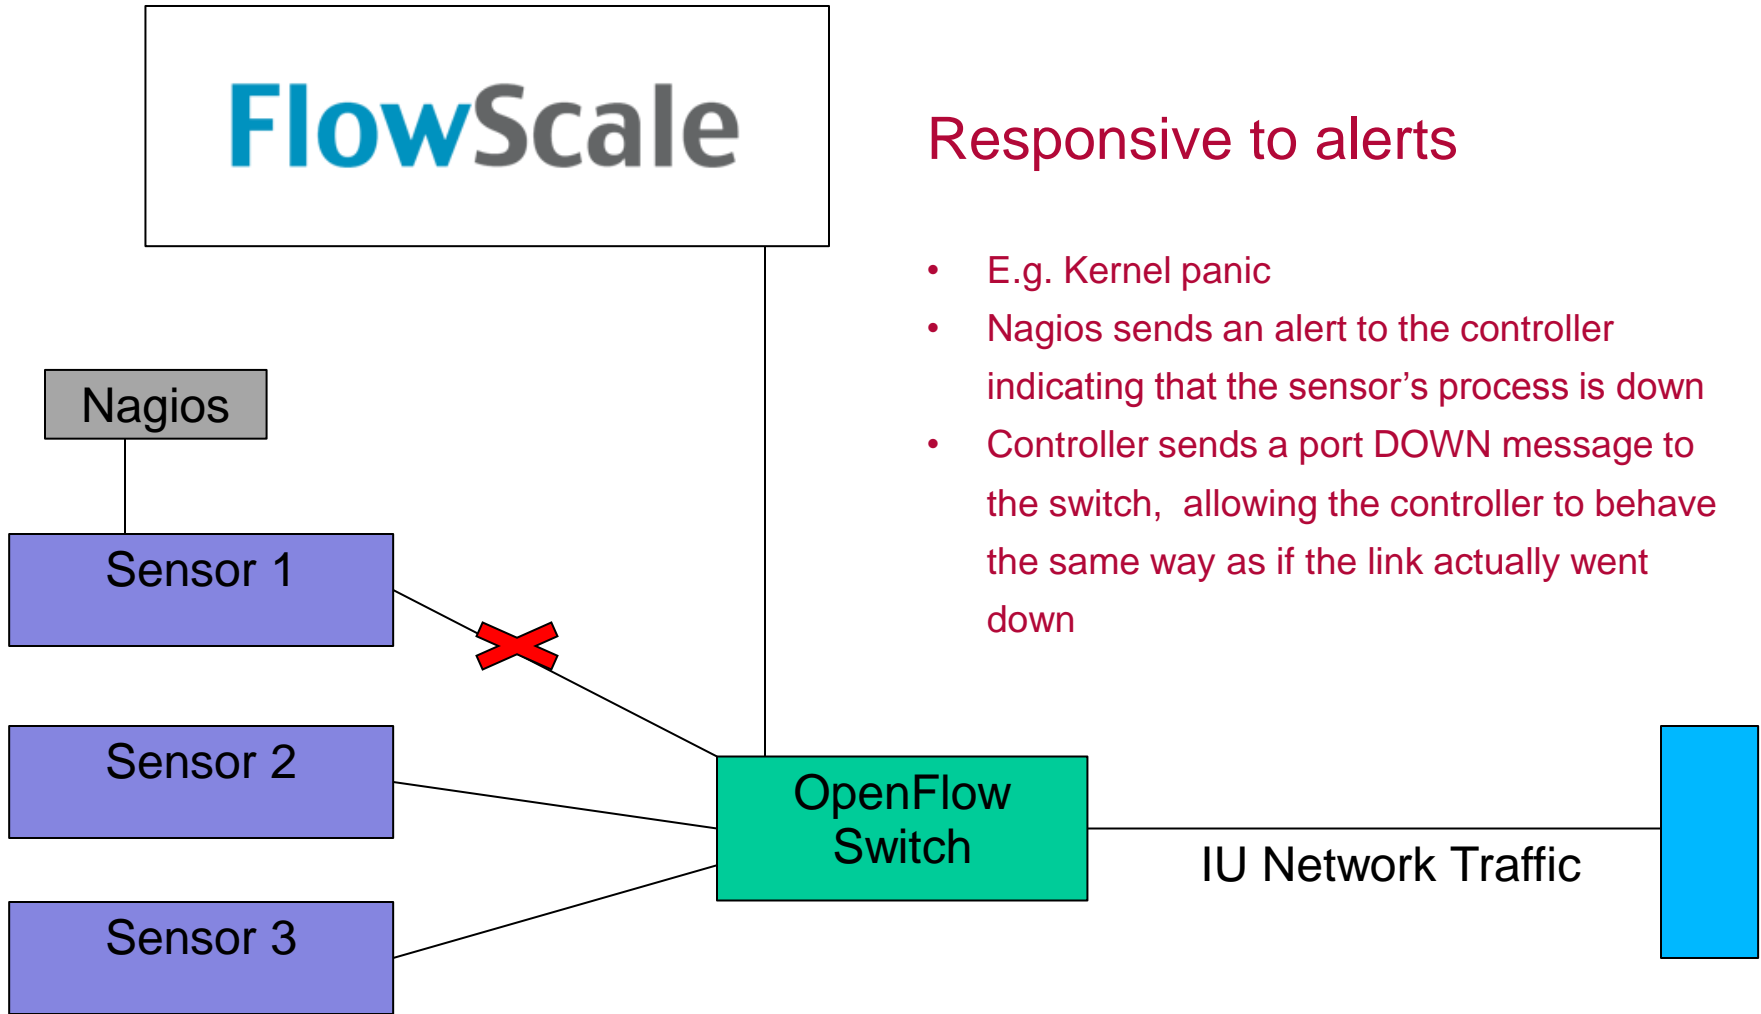 FlowScale
Responsive to alerts
• E.g. Kernel panic
• Nagios sends an alert to the controller
indicating that the sensor’s process is down
• Controller sends a port DOWN message to
the switch,  allowing the controller to behave
the same way as if the link actually went
down
Nagios
Sensor 1
Sensor 2
Sensor 3
OpenFlow
Switch
IU Network Traffic